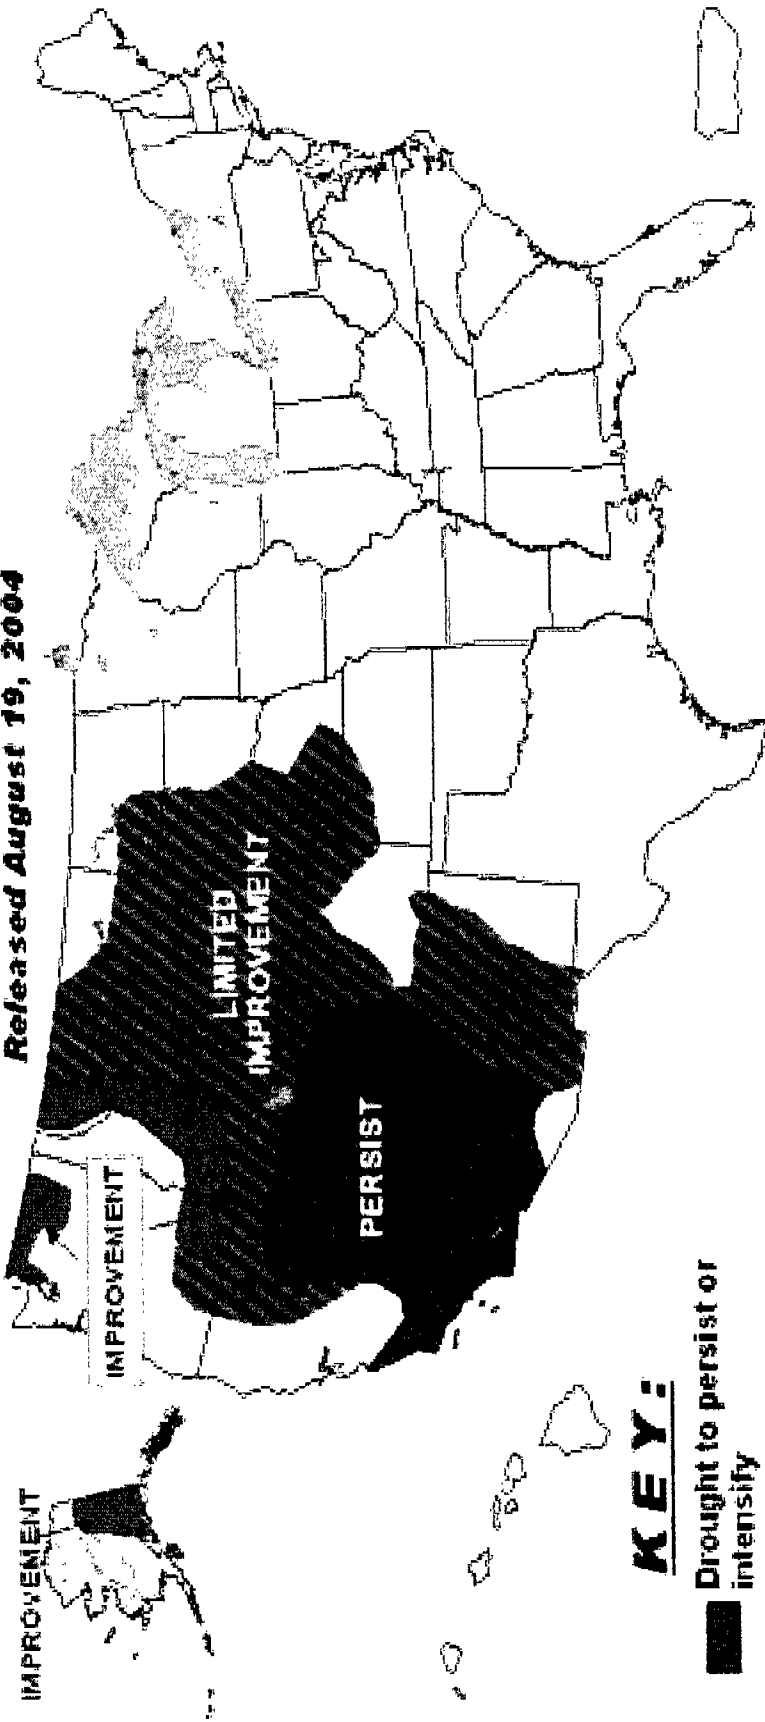 Released August 19, 2004
IMPROVEMENT
IMPROVEMENT
LIMITED
IMPROVEMENT
PERSIST
KEY:
Drought to persist or
intensify